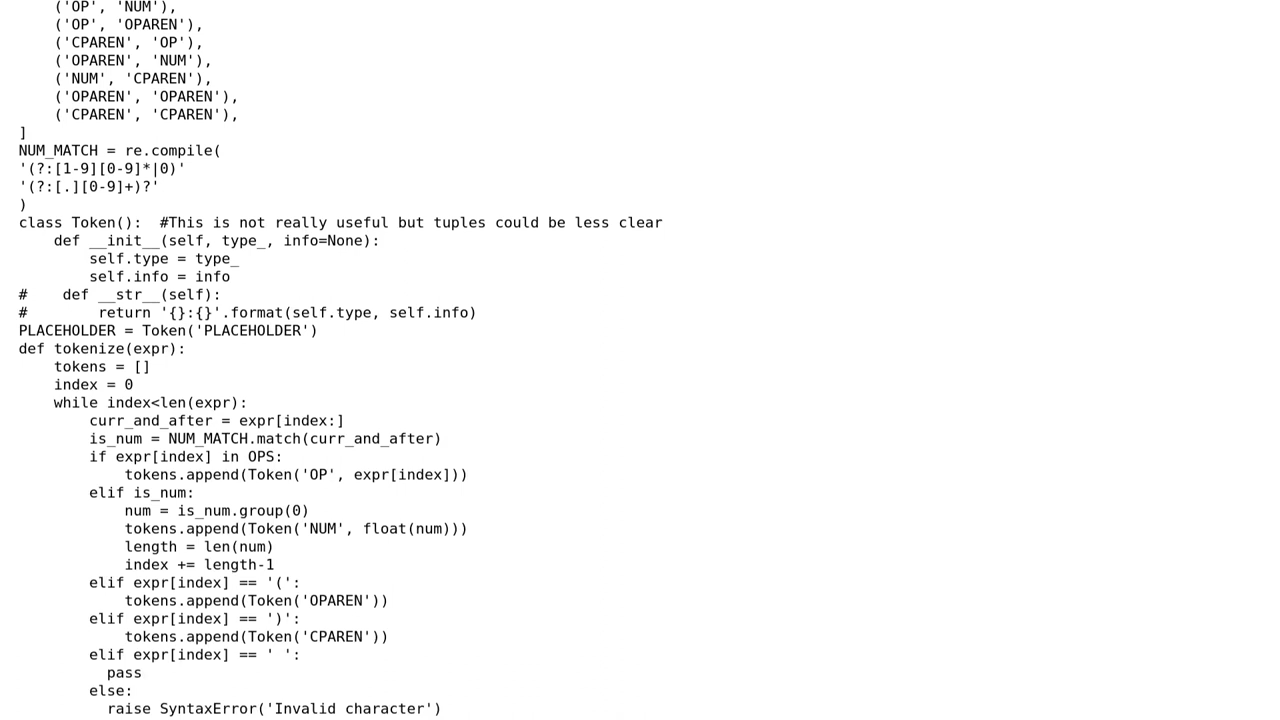 ('OP', 'NUM'),
    ('OP', 'OPAREN'),
    ('CPAREN', 'OP'),
    ('OPAREN', 'NUM'),
    ('NUM', 'CPAREN'),
    ('OPAREN', 'OPAREN'),
    ('CPAREN', 'CPAREN'),
]
NUM_MATCH = re.compile(
'(?:[1-9][0-9]*|0)'
'(?:[.][0-9]+)?'
)
class Token():  #This is not really useful but tuples could be less clear
    def __init__(self, type_, info=None):
        self.type = type_
        self.info = info
#    def __str__(self):
#        return '{}:{}'.format(self.type, self.info)
PLACEHOLDER = Token('PLACEHOLDER')
def tokenize(expr):
    tokens = []
    index = 0
    while index<len(expr):
        curr_and_after = expr[index:]
        is_num = NUM_MATCH.match(curr_and_after)
        if expr[index] in OPS:
            tokens.append(Token('OP', expr[index]))
        elif is_num:
            num = is_num.group(0)
            tokens.append(Token('NUM', float(num)))
            length = len(num)
            index += length-1
        elif expr[index] == '(':
            tokens.append(Token('OPAREN'))
        elif expr[index] == ')':
            tokens.append(Token('CPAREN'))
        elif expr[index] == ' ':
          pass
        else:
          raise SyntaxError('Invalid character')